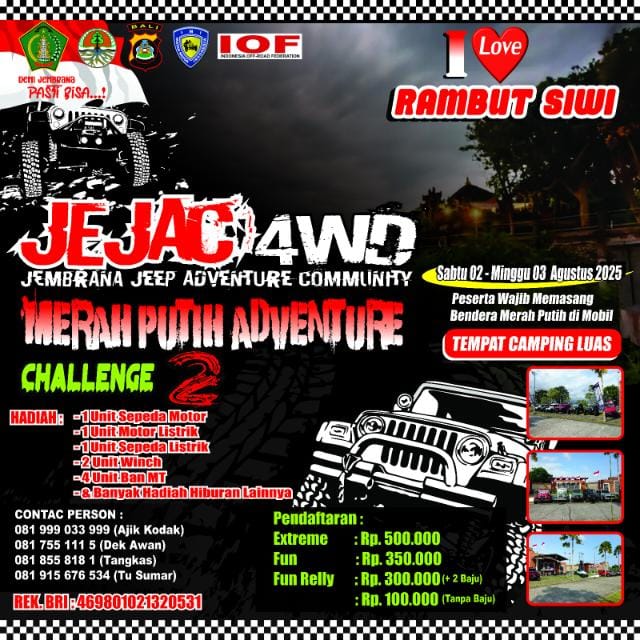 DEMI JEMBRANA
PASTI BISA...!
BALI
IOF
INDONESIA OFF-ROAD FEDERATION
I Love
RAMBUT SIWI
JEJAC 4WD
JEMBRANA JEEP ADVENTURE COMMUNITY
Sabtu 02 - Minggu 03 Agustus 2025
Peserta Wajib Memasang
Bendera Merah Putih di Mobil
MERAH PUTIH ADVENTURE
TEMPAT CAMPING LUAS
CHALLENGE 2
HADIAH : - 1 Unit Sepeda Motor
- 1 Unit Motor Listrik
- 1 Unit Sepeda Listrik
- 2 Unit Winch
- 4 Unit Ban MT
- & Banyak Hadiah Hiburan Lainnya
CONTAC PERSON :
081 999 033 999 (Ajik Kodak)
081 755 111 5 (Dek Awan)
081 855 818 1 (Tangkas)
081 915 676 534 (Tu Sumar)
REK. BRI : 469801021320531
Pendaftaran :
Extreme : Rp. 500.000
Fun : Rp. 350.000
Fun Relly : Rp. 300.000 (+ 2 Baju)
: Rp. 100.000 (Tanpa Baju)